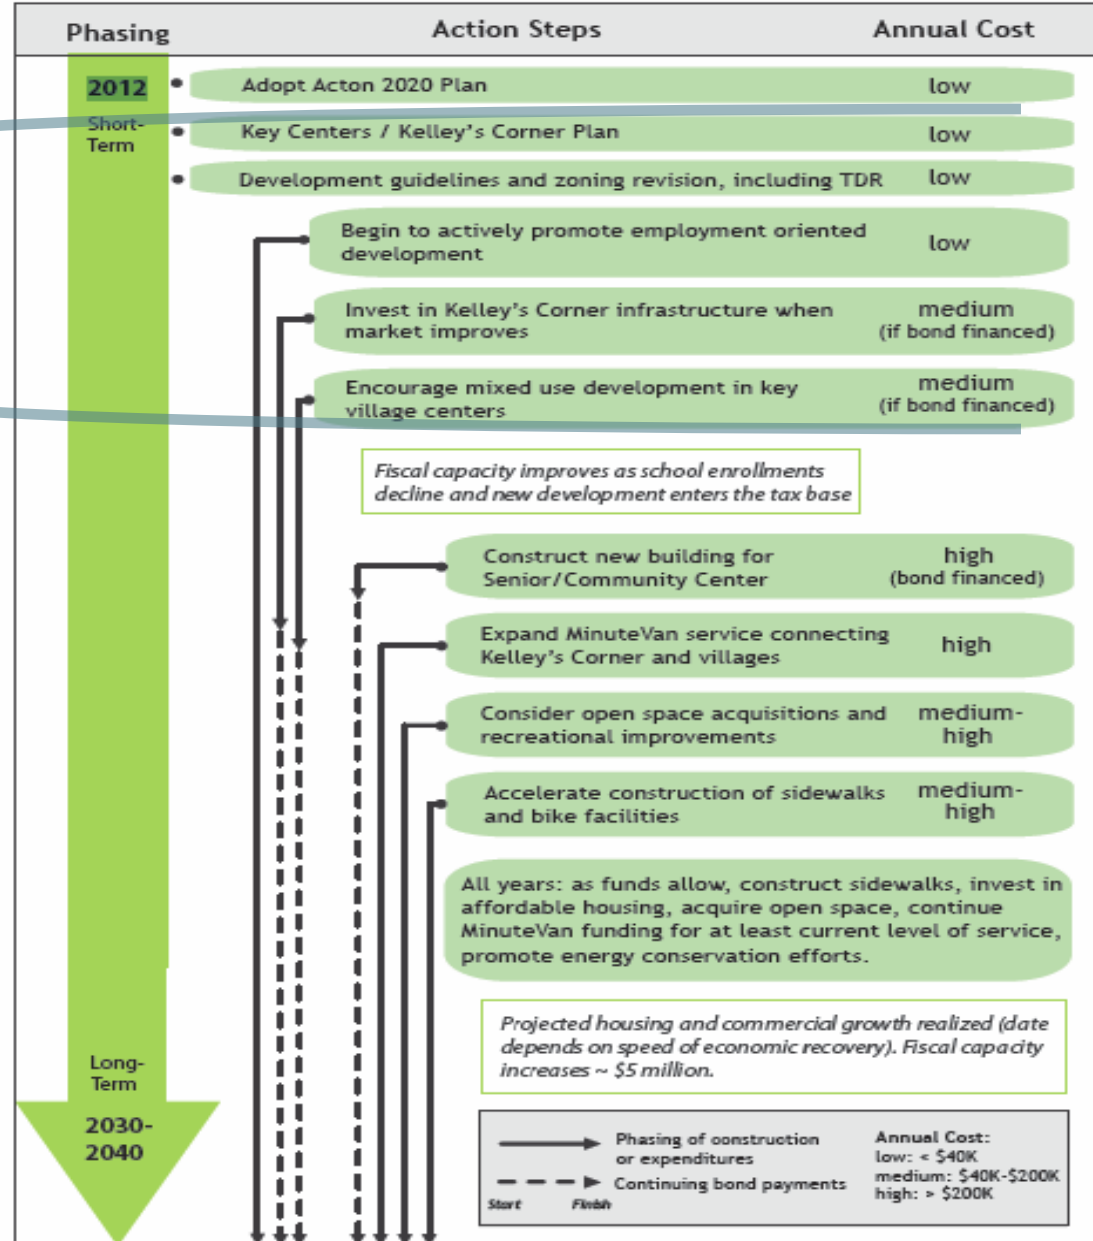 Phasing Action Steps Annual Cost
2012
Short-
Term
Adopt Acton 2020 Plan low
Key Centers / Kelley's Corner Plan low
Development guidelines and zoning revision, including TDR low
Begin to actively promote employment oriented
development
low
Invest in Kelley's Corner infrastructure when
market improves
medium
(if bond financed)
Encourage mixed use development in key
village centers
medium
(if bond financed)
Fiscal capacity improves as school enrollments
decline and new development enters the tax base
Construct new building for
Senior/Community Center
high
(bond financed)
Expand MinuteVan service connecting
Kelley's Corner and villages
high
Consider open space acquisitions and
recreational improvements
medium-
high
Accelerate construction of sidewalks
and bike facilities
medium-
high
All years: as funds allow, construct sidewalks, invest in
affordable housing, acquire open space, continue
MinuteVan funding for at least current level of service,
promote energy conservation efforts.
Projected housing and commercial growth realized (date
depends on speed of economic recovery). Fiscal capacity
increases ~ $5 million.
Long-
Term
2030-
2040
Phasing of construction
or expenditures
Continuing bond payments
Start Finish
Annual Cost:
low: < $40K
medium: $40K-$200K
high: > $200K